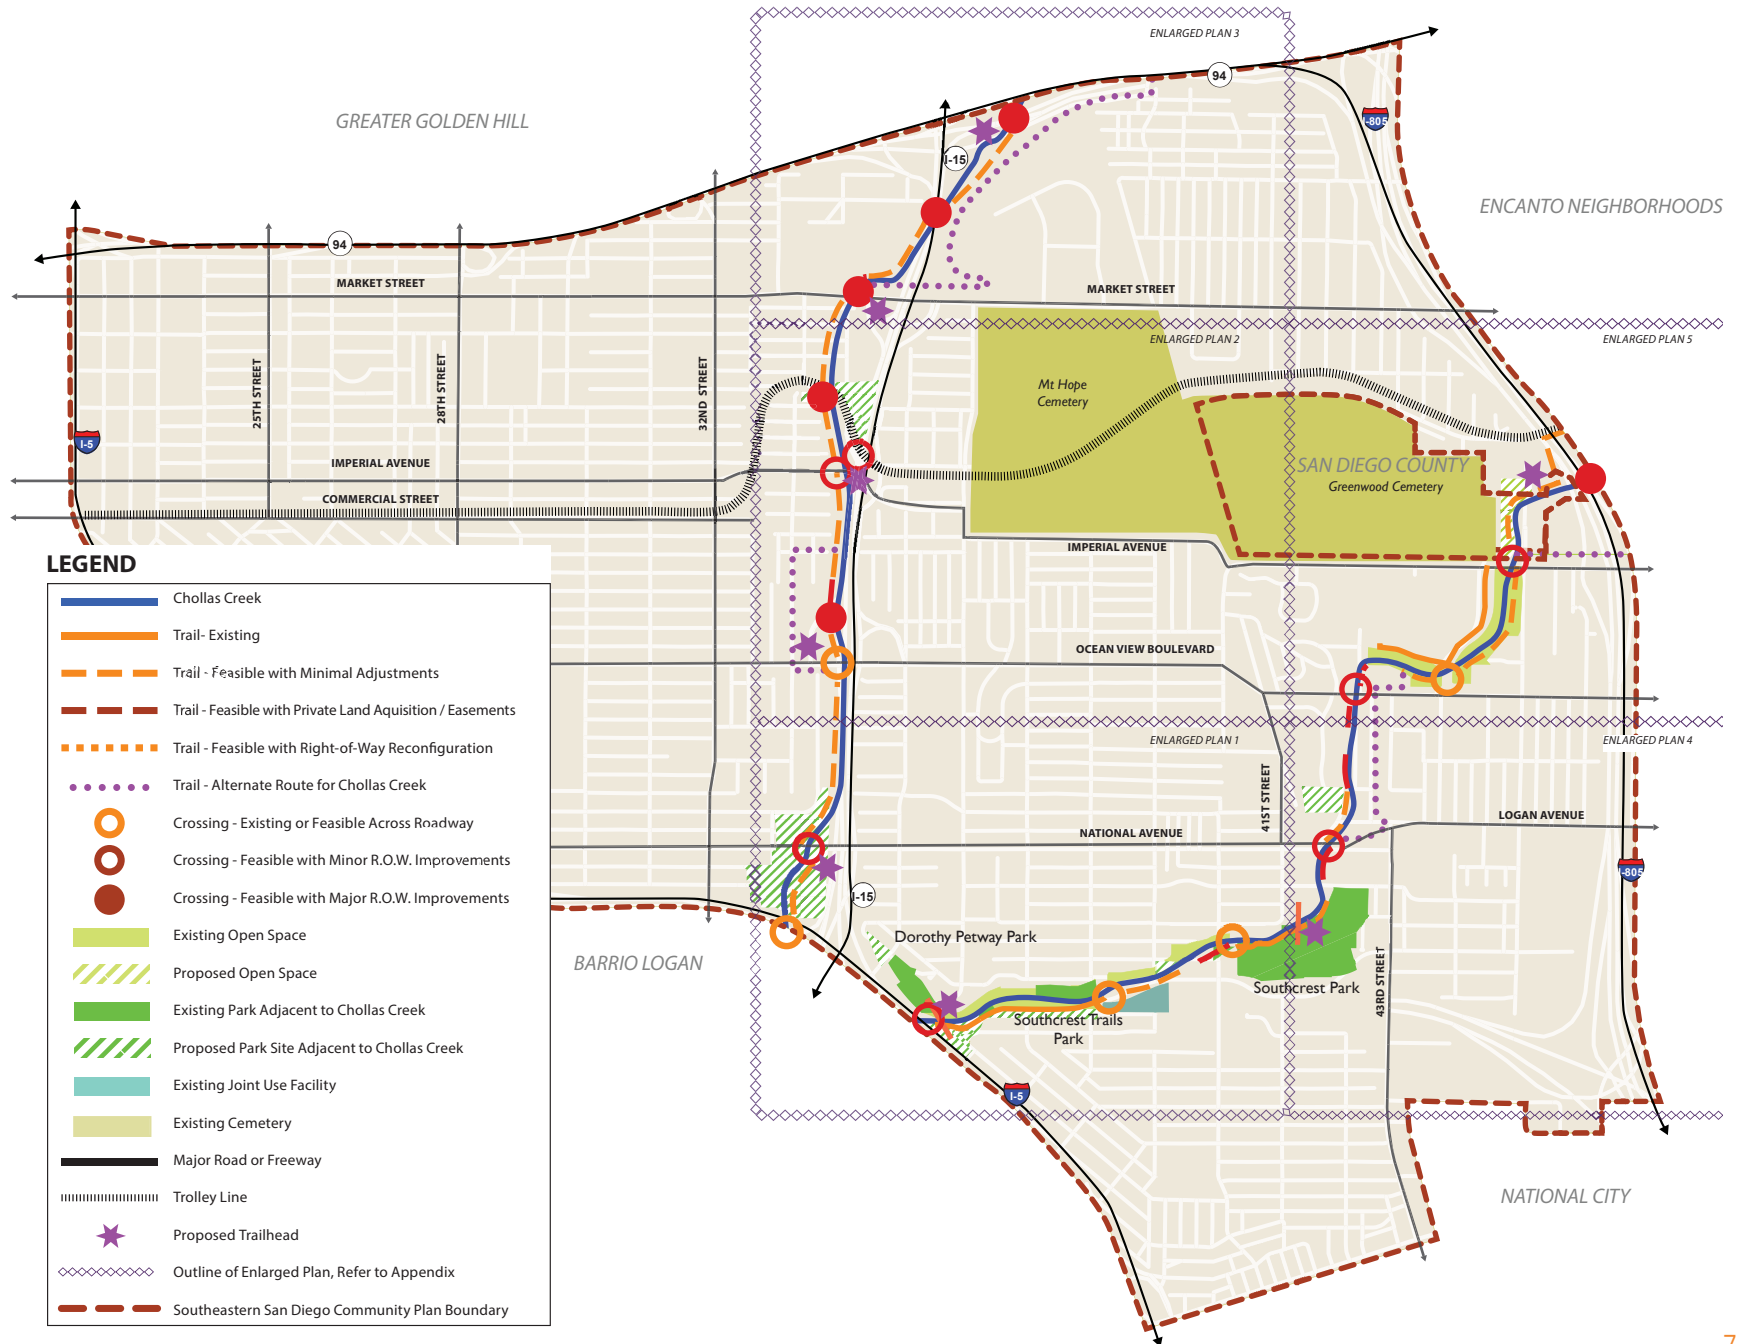 ENLARGED PLAN 3
94
GREATER GOLDEN HILL
I-805
I-15
ENCANTO NEIGHBORHOODS
94
MARKET STREET
MARKET STREET
ENLARGED PLAN 2
ENLARGED PLAN 5
25TH STREET
28TH STREET
32ND STREET
Mt Hope
Cemetery
I-5
IMPERIAL AVENUE
SAN DIEGO COUNTY
Greenwood Cemetery
COMMERCIAL STREET
IMPERIAL AVENUE
OCEAN VIEW BOULEVARD
ENLARGED PLAN 1
ENLARGED PLAN 4
41ST STREET
LOGAN AVENUE
NATIONAL AVENUE
I-805
I-15
Dorothy Petway Park
BARRIO LOGAN
Southcrest Park
43RD STREET
Southcrest Trails
Park
I-5
NATIONAL CITY
LEGEND
Chollas Creek
Trail- Existing
Trail - Feasible with Minimal Adjustments
Trail - Feasible with Private Land Aquisition / Easements
Trail - Feasible with Right-of-Way Reconfiguration
Trail - Alternate Route for Chollas Creek
Crossing - Existing or Feasible Across Roadway
Crossing - Feasible with Minor R.O.W. Improvements
Crossing - Feasible with Major R.O.W. Improvements
Existing Open Space
Proposed Open Space
Existing Park Adjacent to Chollas Creek
Proposed Park Site Adjacent to Chollas Creek
Existing Joint Use Facility
Existing Cemetery
Major Road or Freeway
Trolley Line
Proposed Trailhead
Outline of Enlarged Plan, Refer to Appendix
Southeastern San Diego Community Plan Boundary